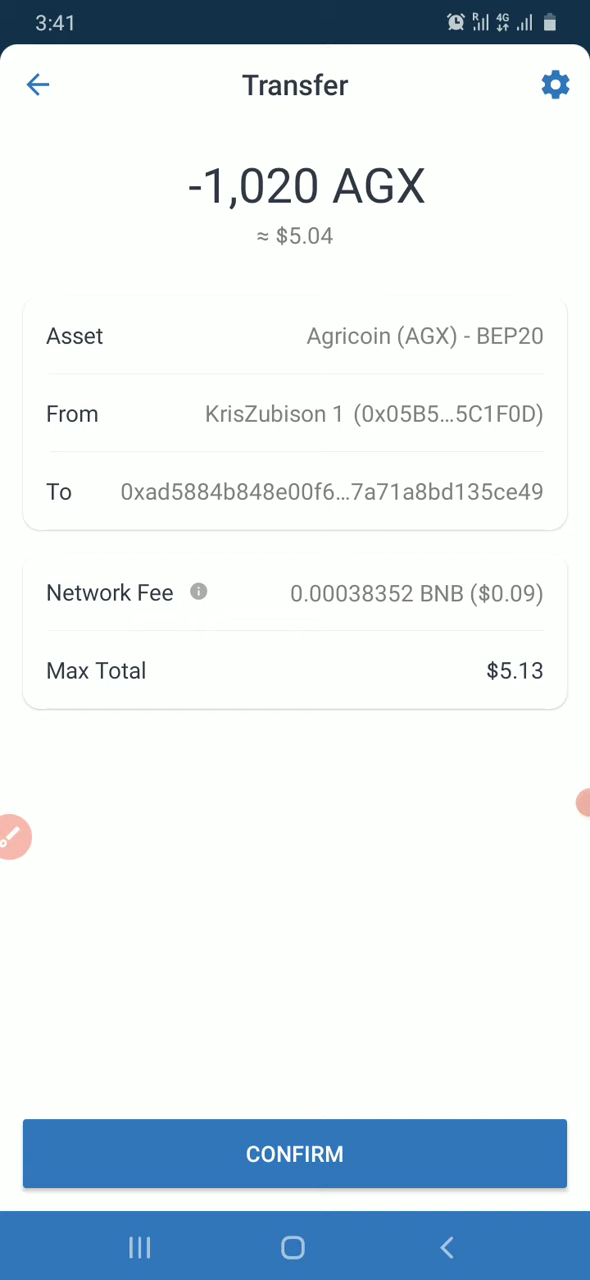 3:41
R 4G
Transfer
-1,020 AGX
≈ $5.04
Asset Agricoin (AGX) - BEP20
From KrisZubison 1 (0x05B5...5C1F0D)
To 0xad5884b848e00f6...7a71a8bd135ce49
Network Fee 0.00038352 BNB ($0.09)
Max Total $5.13
CONFIRM